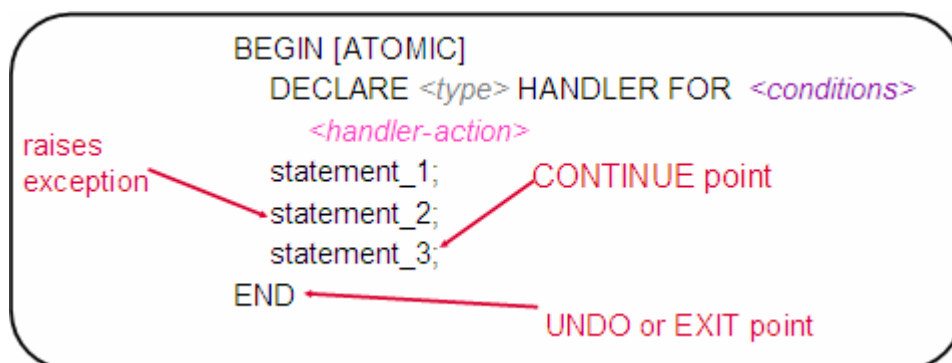 BEGIN [ATOMIC]
DECLARE <type> HANDLER FOR <conditions>
<handler-action>
raises
exception
statement_1;
CONTINUE point
statement_2;
statement_3;
END
UNDO or EXIT point